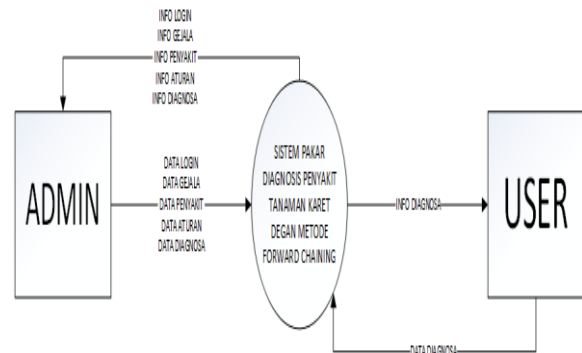 INFO LOGIN
INFO GEJALA
INFO PENYAKIT
INFO ATURAN
INFO DIAGNOSA
ADMIN
DATA LOGIN
DATA GEJALA
DATA PENYAKIT
DATA ATURAN
DATA DIAGNOSA
SISTEM PAKAR
DIAGNOSIS PENYAKIT
TANAMAN KARET
DEGAN METODE
FORWARD CHAINING
INFO DIAGNOSA
USER
DATA DIAGNOSA